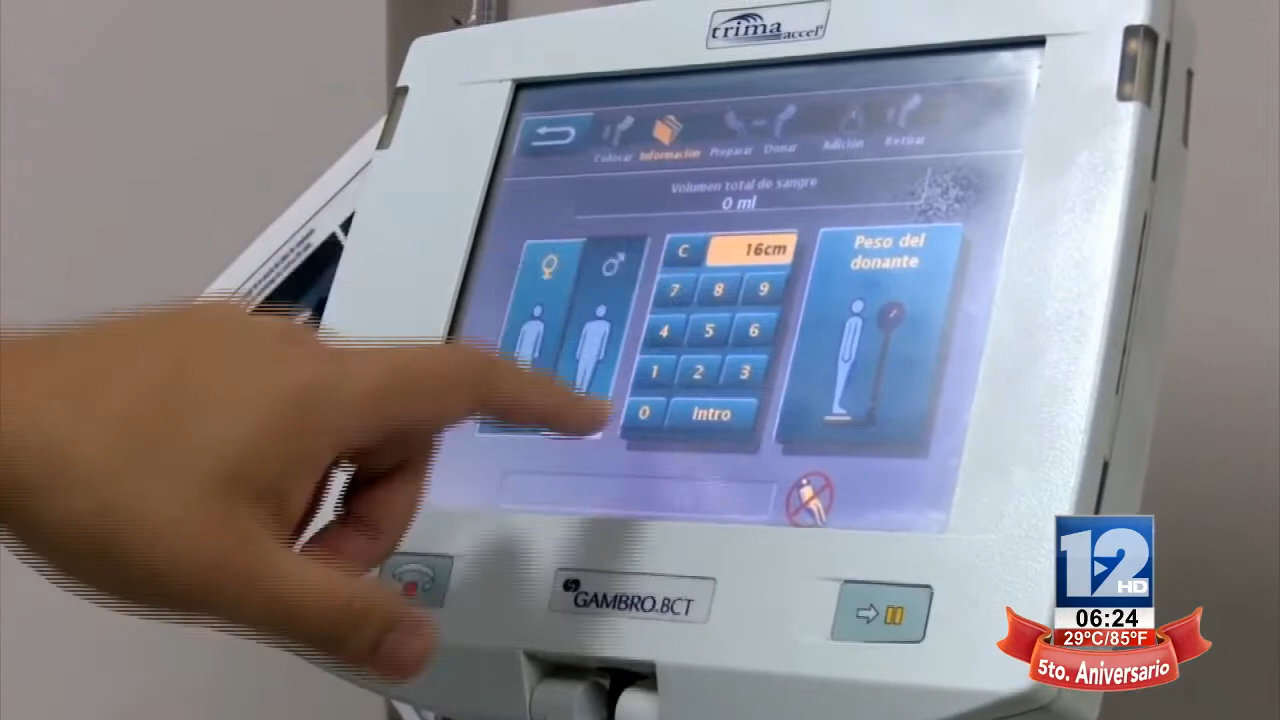 trima
accel
Colocar Información Preparar Donar Adición Retirar
Volumen total de sangre
0 ml
C 16cm
7 8 9
4 5 6
1 2 3
0 Intro
Peso del
donante
GAMBRO.BCT
12
HD
06:24
29°C/85°F
5to. Aniversario